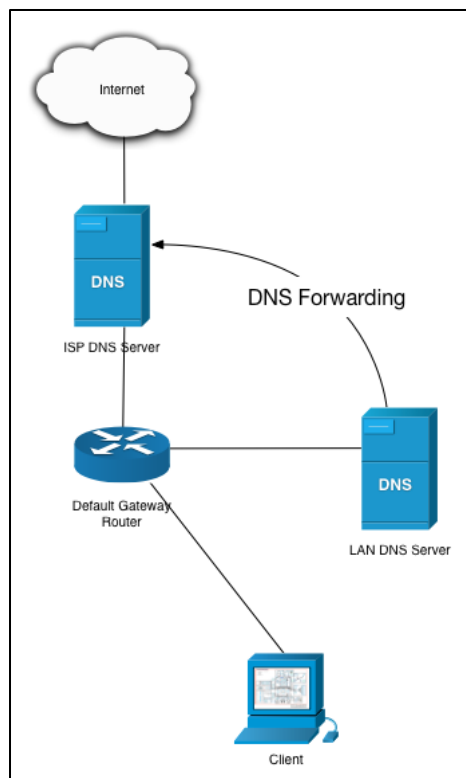 Internet
DNS
ISP DNS Server
DNS Forwarding
Default Gateway
Router
DNS
LAN DNS Server
Client